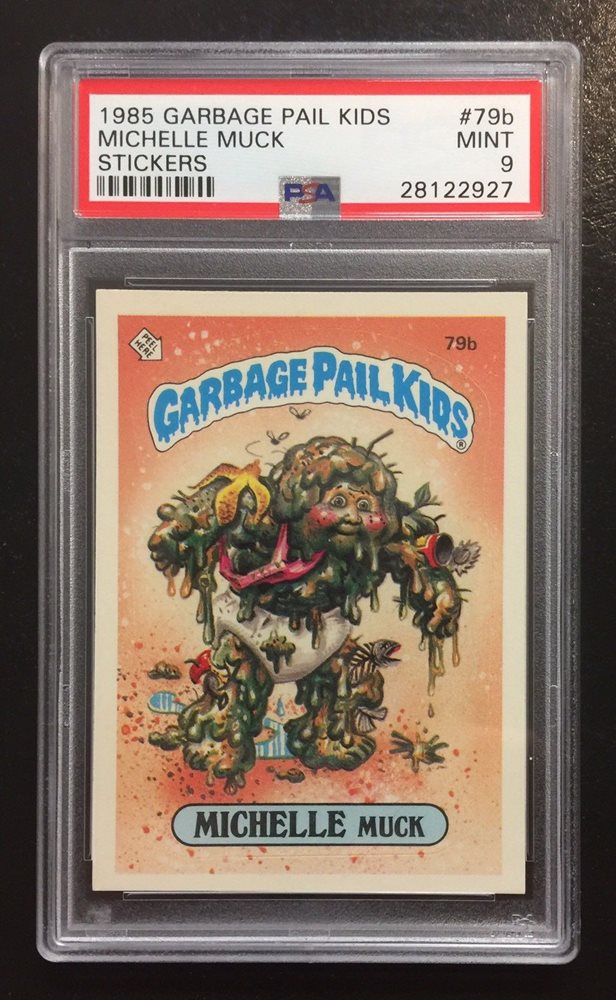 1985 GARBAGE PAIL KIDS #79b
MICHELLE MUCK MINT
STICKERS 9
PSA 28122927
PEEL
HERE
79b
GARBAGE PAIL KIDS®
MICHELLE MUCK